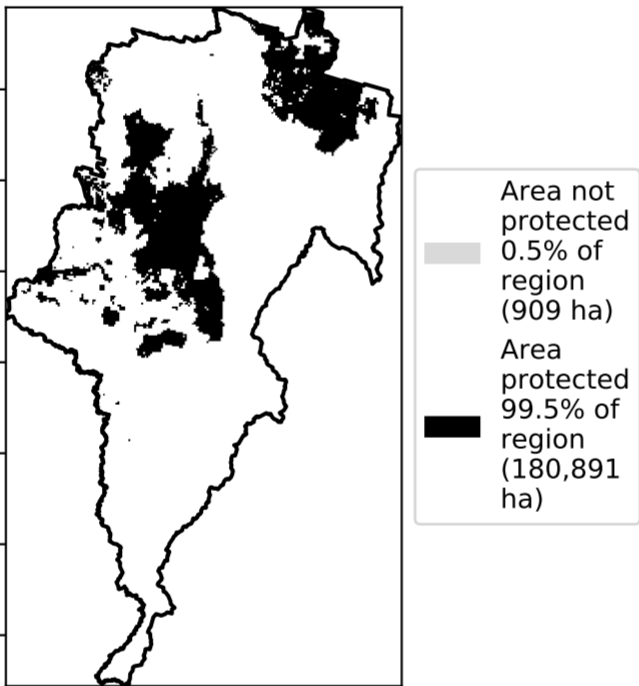 Area not
protected
0.5% of
region
(909 ha)
Area
protected
99.5% of
region
(180,891
ha)